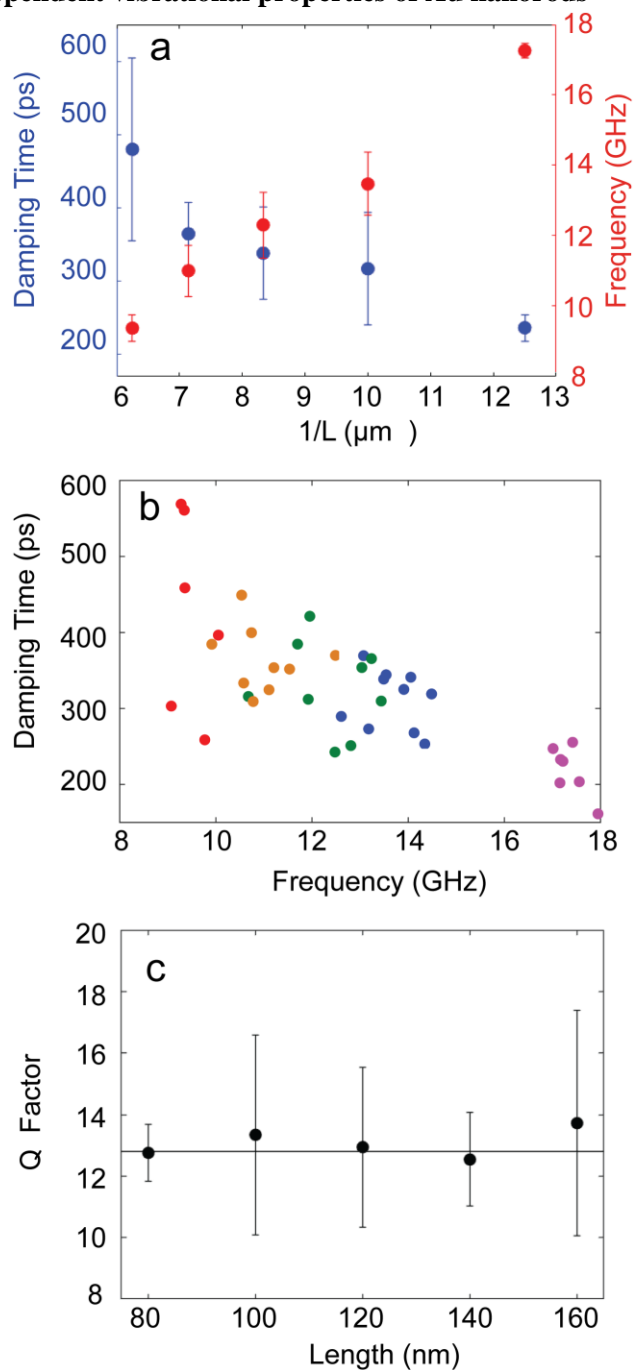 pendent vibrational properties of Au nanorods
a
600
500
400
300
200
Damping Time (ps)
18
16
14
12
10
8
Frequency (GHz)
6 7 8 9 10 11 12 13
1/L (μm )
b
600
500
400
300
200
Damping Time (ps)
8 10 12 14 16 18
Frequency (GHz)
c
20
18
16
14
12
10
8
Q Factor
80 100 120 140 160
Length (nm)